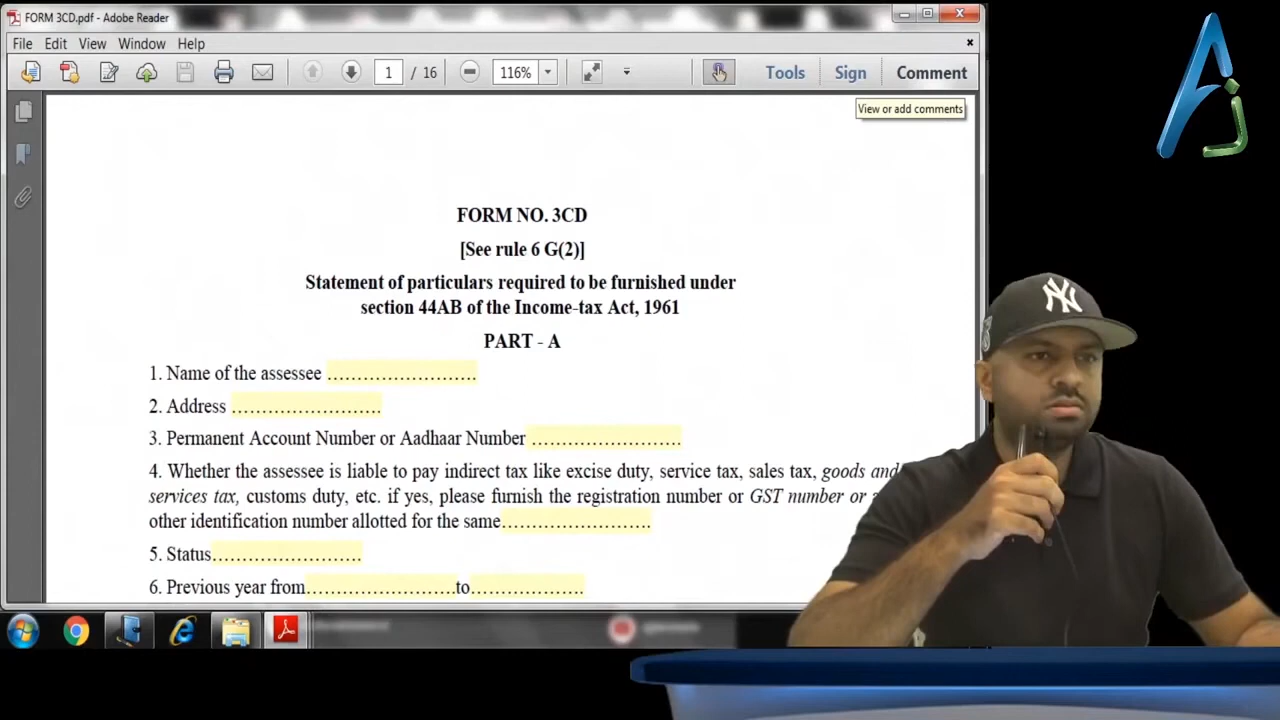 FORM 3CD.pdf - Adobe Reader
File Edit View Window Help
1 / 16 116% Tools Sign Comment
View or add comments
FORM NO. 3CD
[See rule 6 G(2)]
Statement of particulars required to be furnished under
section 44AB of the Income-tax Act, 1961
PART - A
1. Name of the assessee ………………………
2. Address ………………………
3. Permanent Account Number or Aadhaar Number ………………………
4. Whether the assessee is liable to pay indirect tax like excise duty, service tax, sales tax, goods and
services tax, customs duty, etc. if yes, please furnish the registration number or GST number or
other identification number allotted for the same………………………
5. Status………………………
6. Previous year from………………………to…………………
NY